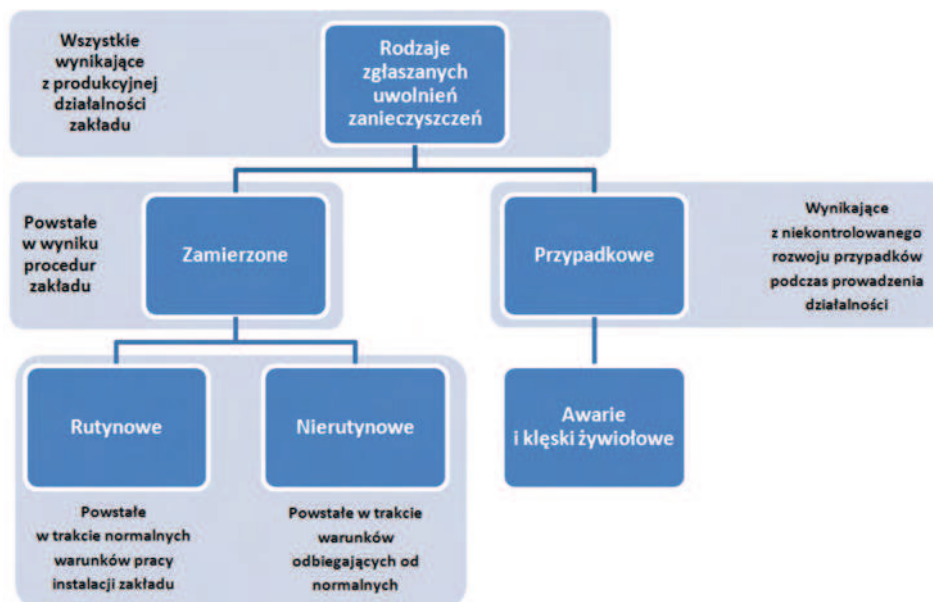 Wszystkie
wynikające
z produkcyjnej
działalności
zakładu
Rodzaje
zgłaszanych
uwolnień
zanieczyszczeń
Powstałe
w wyniku
procedur
zakładu
Zamierzone
Przypadkowe
Wynikające
z niekontrolowanego
rozwoju przypadków
podczas prowadzenia
działalności
Rutynowe
Nierutynowe
Awarie
i klęski żywiołowe
Powstałe
w trakcie normalnych
warunków pracy
instalacji zakładu
Powstałe w trakcie
warunków
odbiegających od
normalnych